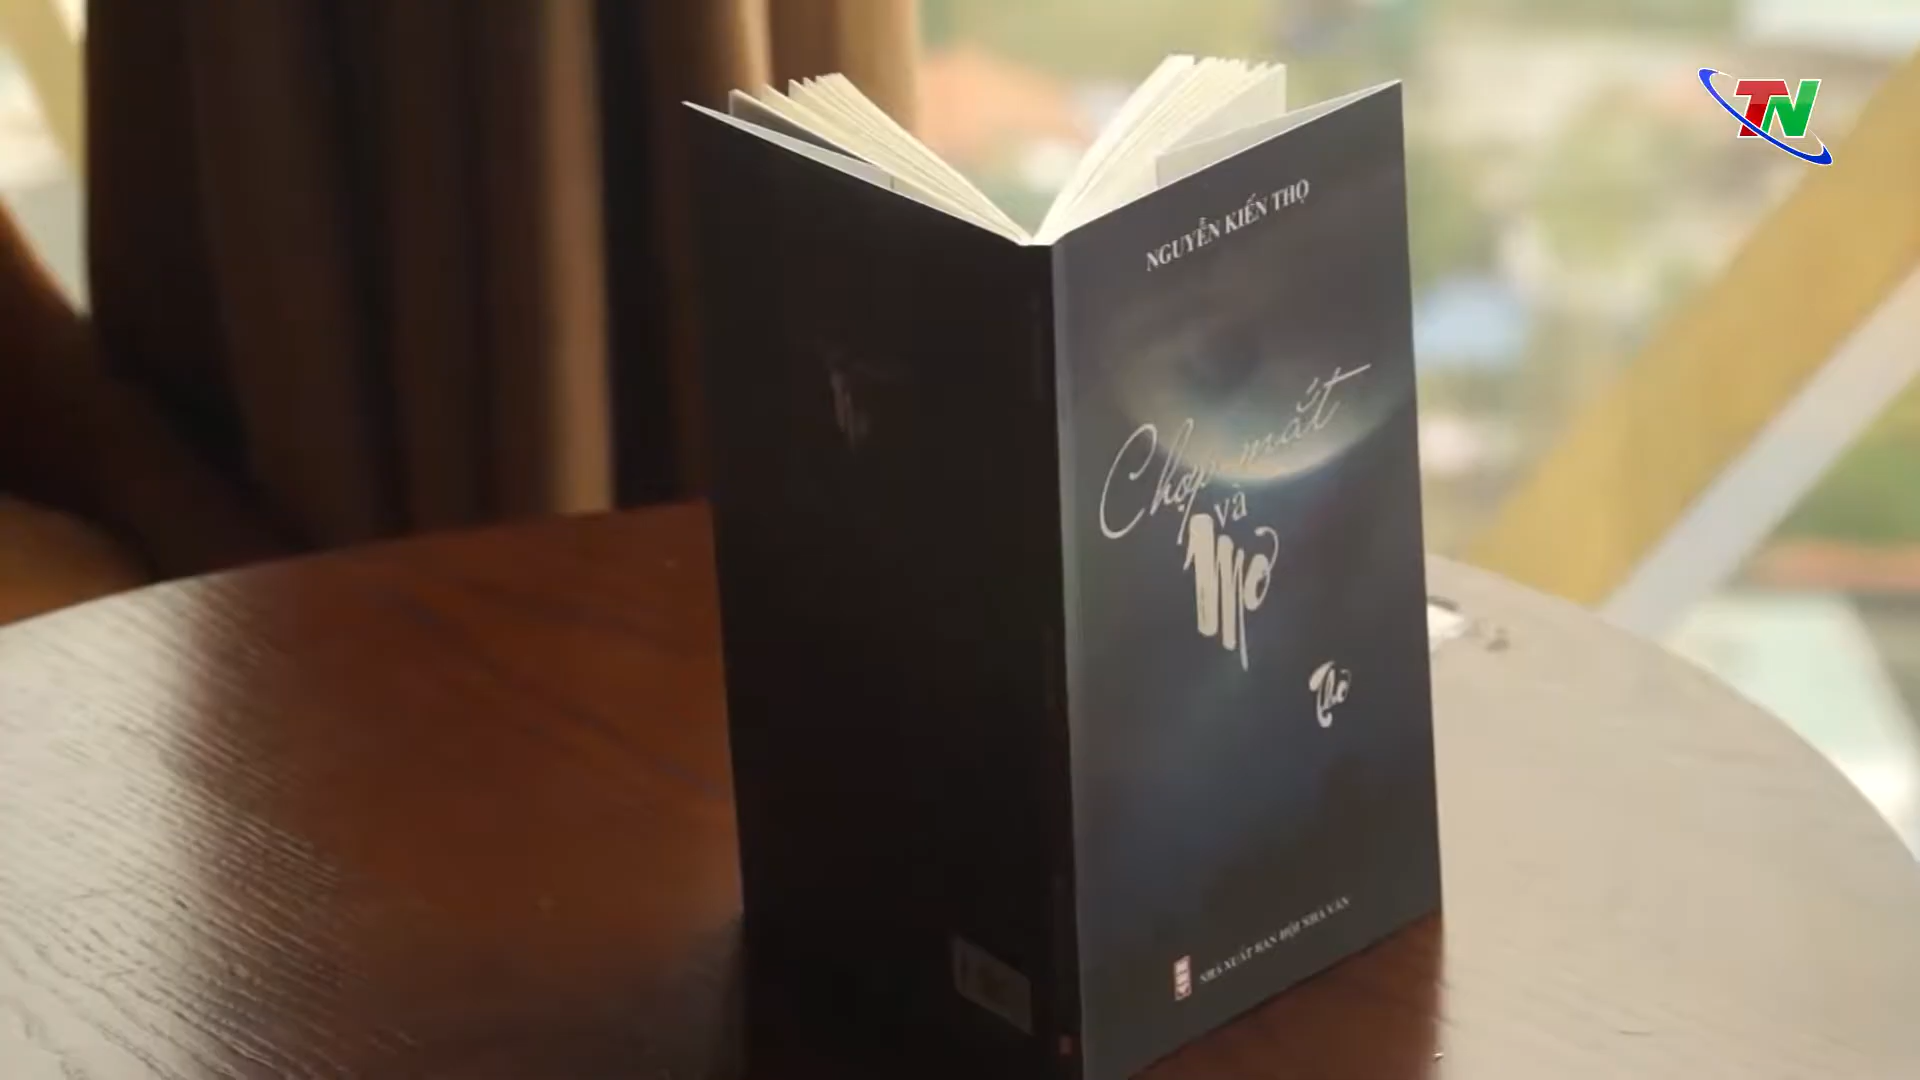 TN
NGUYỄN KIẾN THỌ
Chợp mắt
và
Mơ
Thơ
NHÀ XUẤT BẢN HỘI NHÀ VĂN